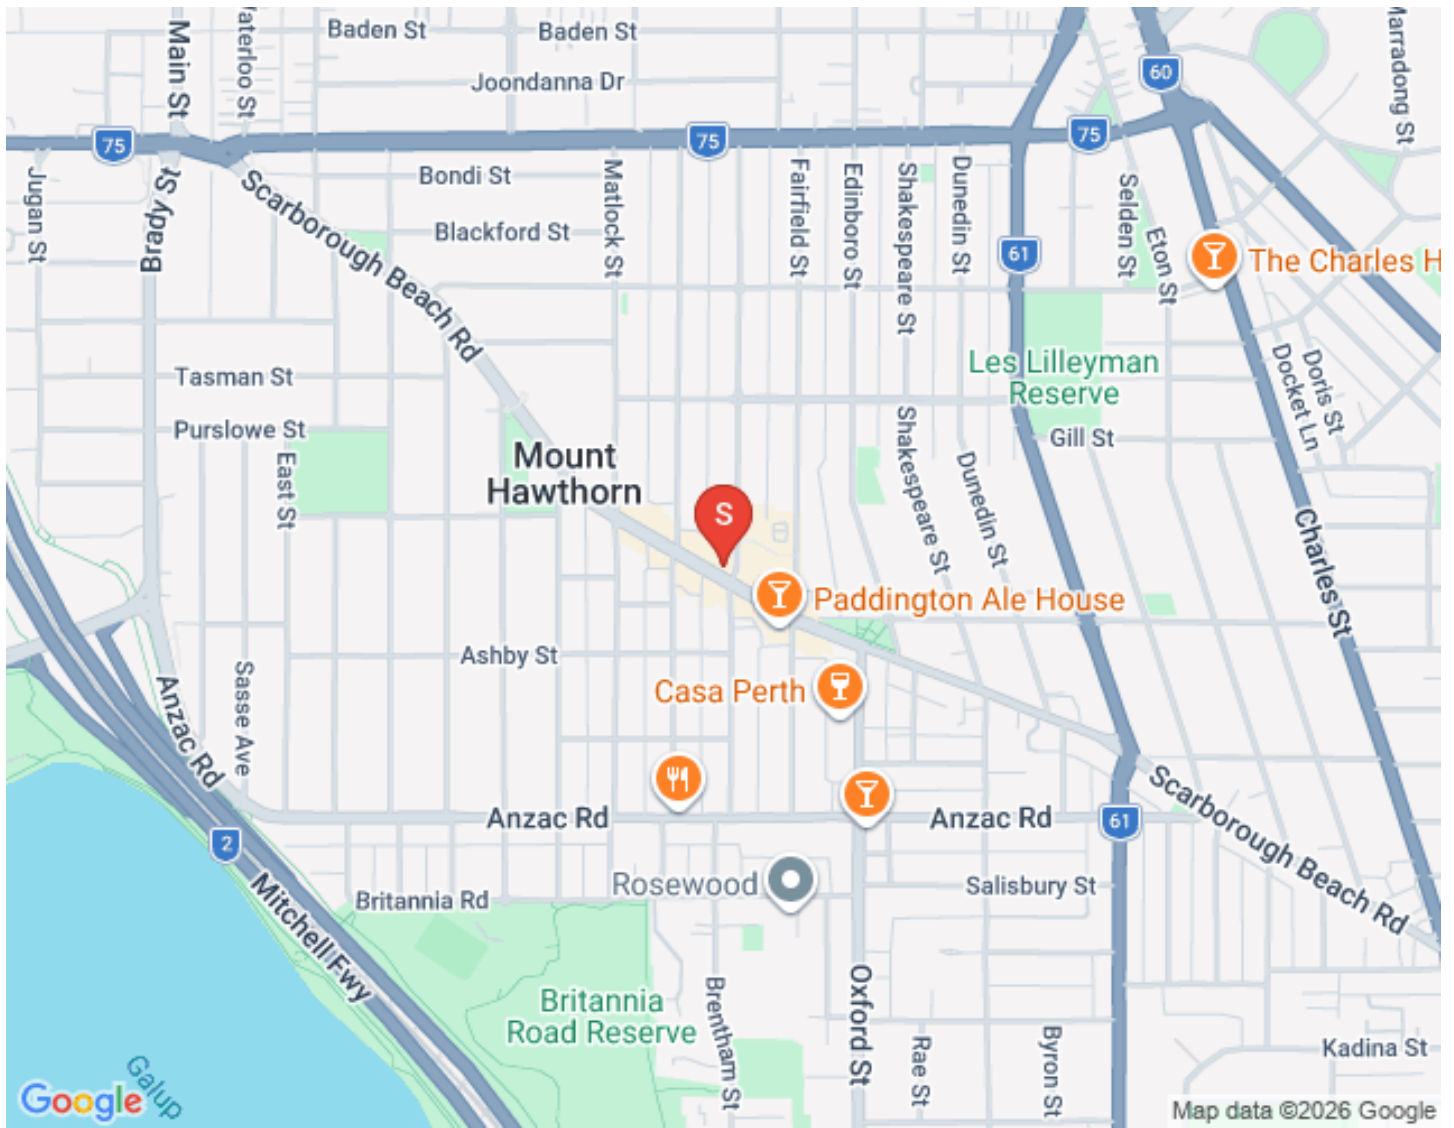 Baden St
Baden St
Main St
Joondanna Dr
60
75
75
75
Bondi St
Scarborough Beach Rd
Jugan St
Brady St
Matlock St
Fairfield St
Edinboro St
Shakespeare St
Dunedin St
Selden St
Eton St
Blackford St
61
The Charles H
Tasman St
Les Lilleyman
Reserve
Doris St
Docket Ln
Purslowe St
East St
Mount
Hawthorn
Shakespeare St
Dunedin St
Gill St
S
Charles St
Paddington Ale House
Ashby St
Sasse Ave
Anzac Rd
Casa Perth
Anzac Rd
Anzac Rd
61
Scarborough Beach Rd
2
Mitchell Fwy
Britannia Rd
Rosewood
Salisbury St
Britannia
Road Reserve
Brentham St
Oxford St
Rae St
Byron St
Kadina St
Galup
Google
Map data ©2026 Google